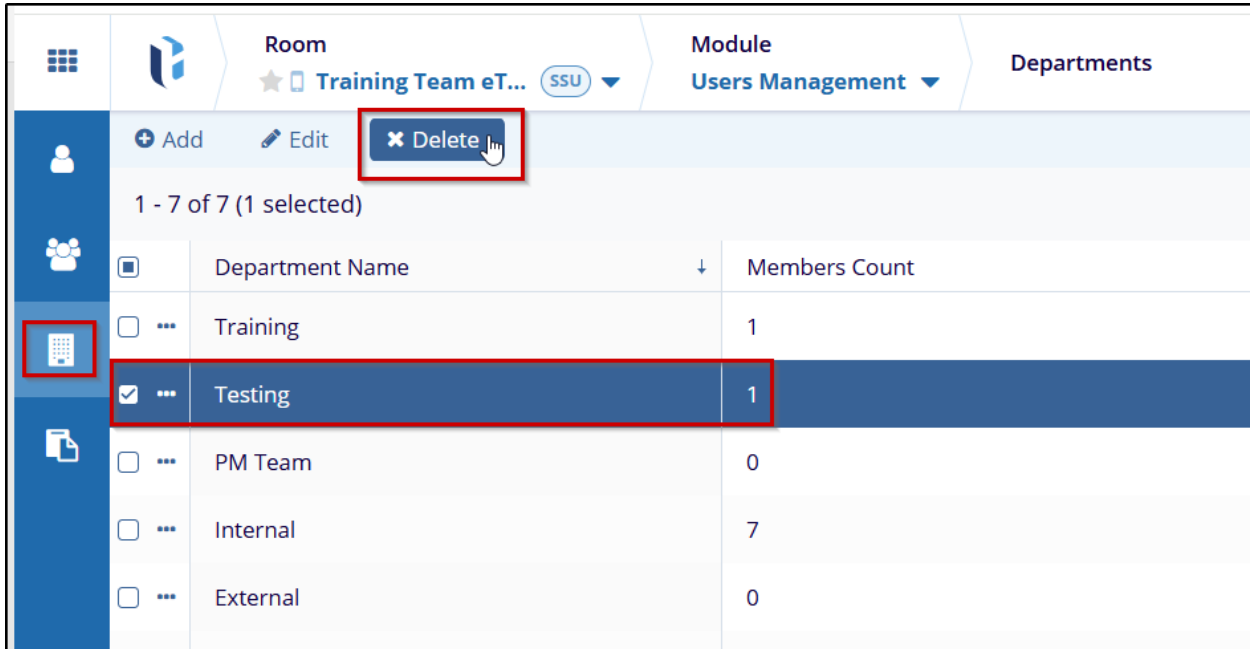 Room
Training Team eT... SSU
Module
Users Management
Departments
Add Edit Delete
1 - 7 of 7 (1 selected)
Department Name Members Count
Training 1
Testing 1
PM Team 0
Internal 7
External 0